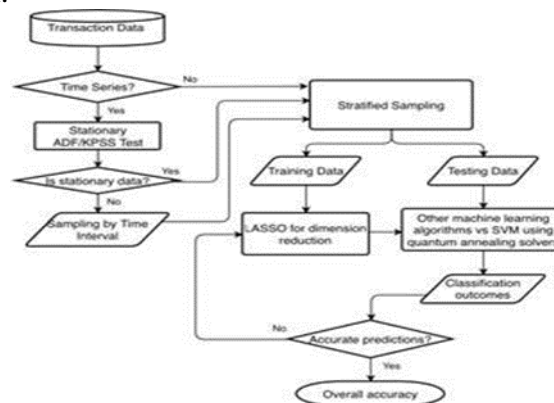 Transaction Data
Time Series?
No
Yes
Stationary
ADF/KPSS Test
Is stationary data?
Yes
No
Sampling by Time
Interval
Stratified Sampling
Training Data
Testing Data
LASSO for dimension
reduction
Other machine learning
algorithms vs SVM using
quantum annealing solver
Classification
outcomes
Accurate predictions?
No
Yes
Overall accuracy